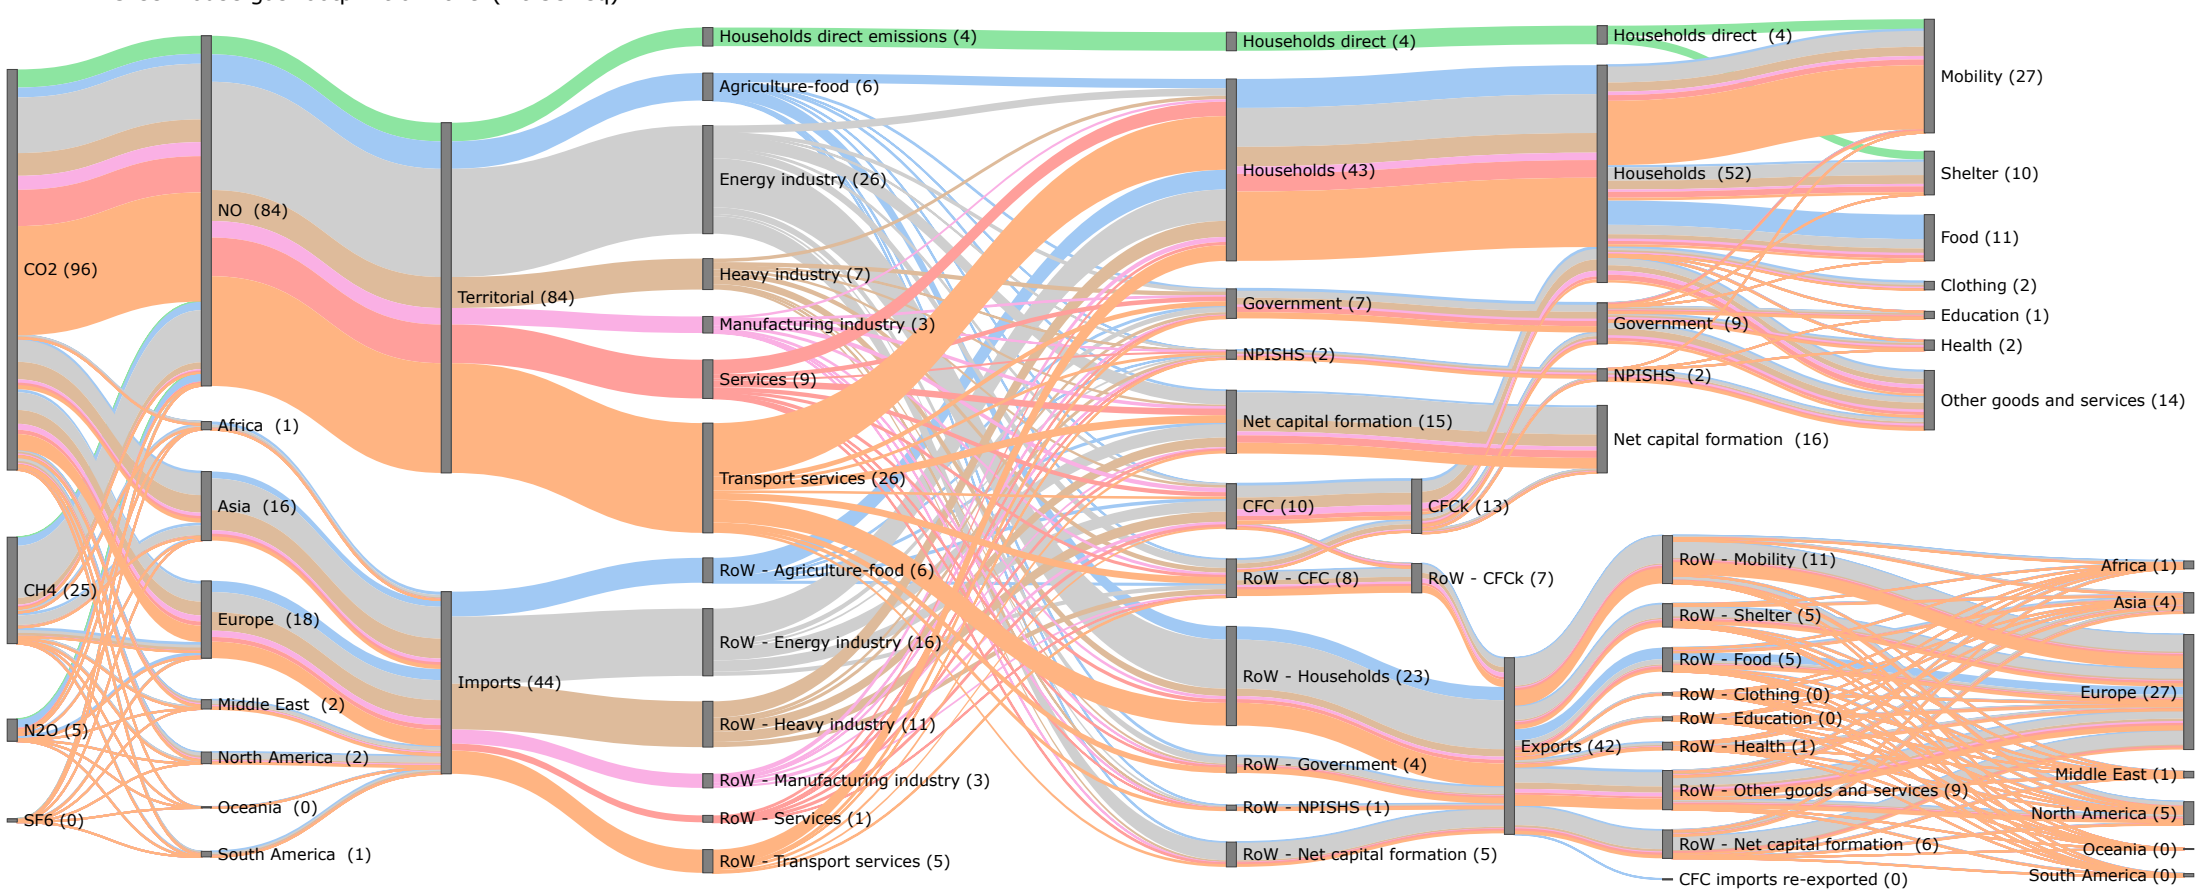 CO2 (96)
CH4 (25)
N2O (5)
SF6 (0)
NO (84)
Africa (1)
Asia (16)
Europe (18)
Middle East (2)
North America (2)
Oceania (0)
South America (1)
Territorial (84)
Imports (44)
Households direct emissions (4)
Agriculture-food (6)
Energy industry (26)
Heavy industry (7)
Manufacturing industry (3)
Services (9)
Transport services (26)
RoW - Agriculture-food (6)
RoW - Energy industry (16)
RoW - Heavy industry (11)
RoW - Manufacturing industry (3)
RoW - Services (1)
RoW - Transport services (5)
Households direct (4)
Households (43)
Government (7)
NPISHS (2)
Net capital formation (15)
CFC (10)
RoW - CFC (8)
RoW - Households (23)
RoW - Government (4)
RoW - NPISHS (1)
RoW - Net capital formation (5)
CFCk (13)
RoW - CFCk (7)
Exports (42)
Households direct (4)
Households (52)
Government (9)
NPISHS (2)
Net capital formation (16)
RoW - Mobility (11)
RoW - Shelter (5)
RoW - Food (5)
RoW - Clothing (0)
RoW - Education (0)
RoW - Health (1)
RoW - Other goods and services (9)
RoW - Net capital formation (6)
CFC imports re-exported (0)
Mobility (27)
Shelter (10)
Food (11)
Clothing (2)
Education (1)
Health (2)
Other goods and services (14)
Africa (1)
Asia (4)
Europe (27)
Middle East (1)
North America (5)
Oceania (0)
South America (0)